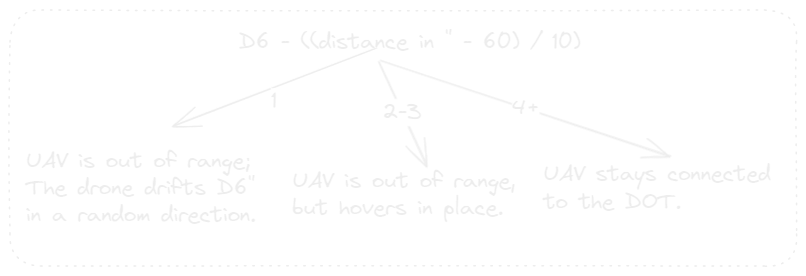 D6 - ((distance in " - 60) / 10)
1
2-3
4+
UAV is out of range;
The drone drifts D6"
in a random direction.
UAV is out of range,
but hovers in place.
UAV stays connected
to the DOT.